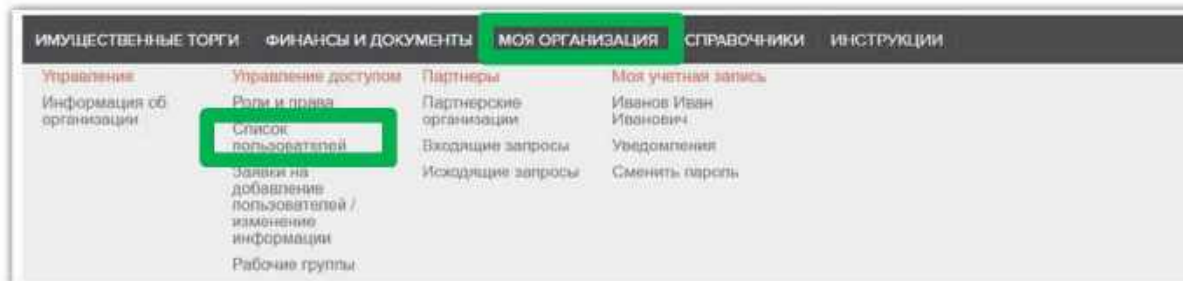 ИМУЩЕСТВЕННЫЕ ТОРГИ ФИНАНСЫ И ДОКУМЕНТЫ МОЯ ОРГАНИЗАЦИЯ СПРАВОЧНИКИ ИНСТРУКЦИИ
Управление
Информация об
организации
Управление доступом
Роли и права
Список
пользователей
Заявки на
добавление
пользователей /
изменение
информации
Рабочие группы
Партнеры
Партнерские
организации
Входящие запросы
Исходящие запросы
Моя учетная запись
Иванов Иван
Иванович
Уведомления
Сменить пароль